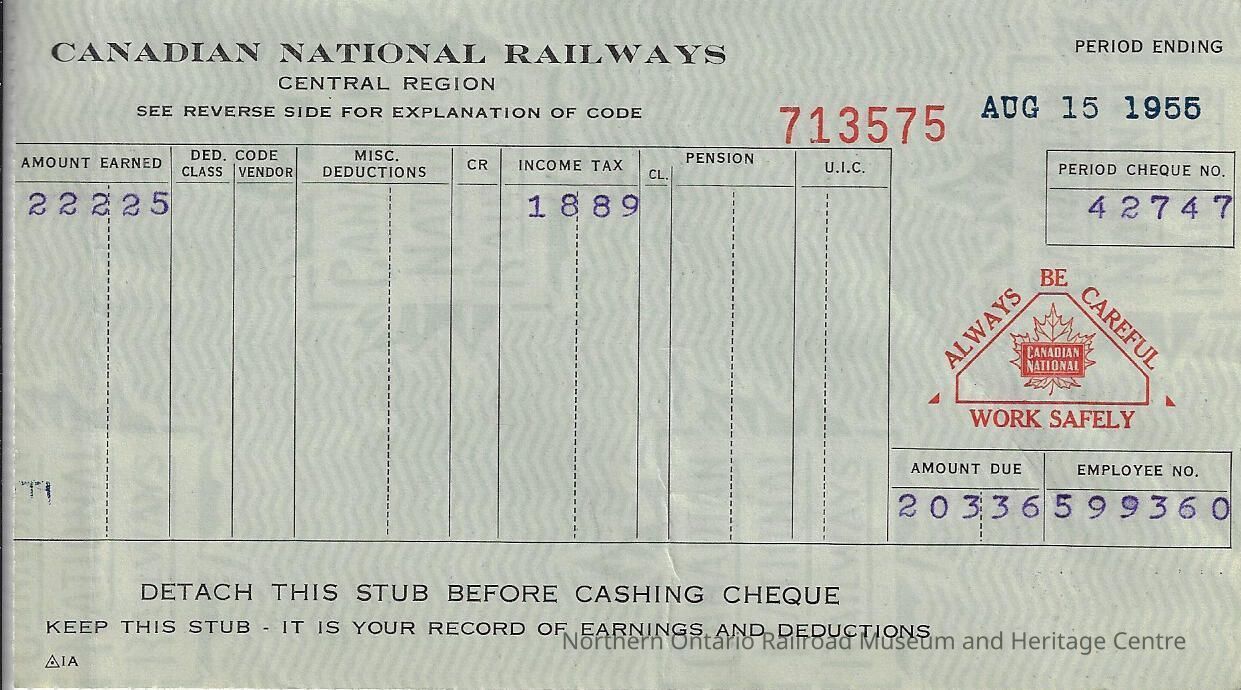 CANADIAN NATIONAL RAILWAYS
CENTRAL REGION
SEE REVERSE SIDE FOR EXPLANATION OF CODE
713575
PERIOD ENDING
AUG 15 1955
AMOUNT EARNED
DED. CODE
CLASS VENDOR
MISC.
DEDUCTIONS
CR
INCOME TAX
CL.
PENSION
U.I.C.
PERIOD CHEQUE NO.
22225
1889
42747
ALWAYS BE CAREFUL
CANADIAN
NATIONAL
WORK SAFELY
AMOUNT DUE
EMPLOYEE NO.
20336
599360
DETACH THIS STUB BEFORE CASHING CHEQUE
KEEP THIS STUB - IT IS YOUR RECORD OF EARNINGS AND DEDUCTIONS
Northern Ontario Railroad Museum and Heritage Centre
1A